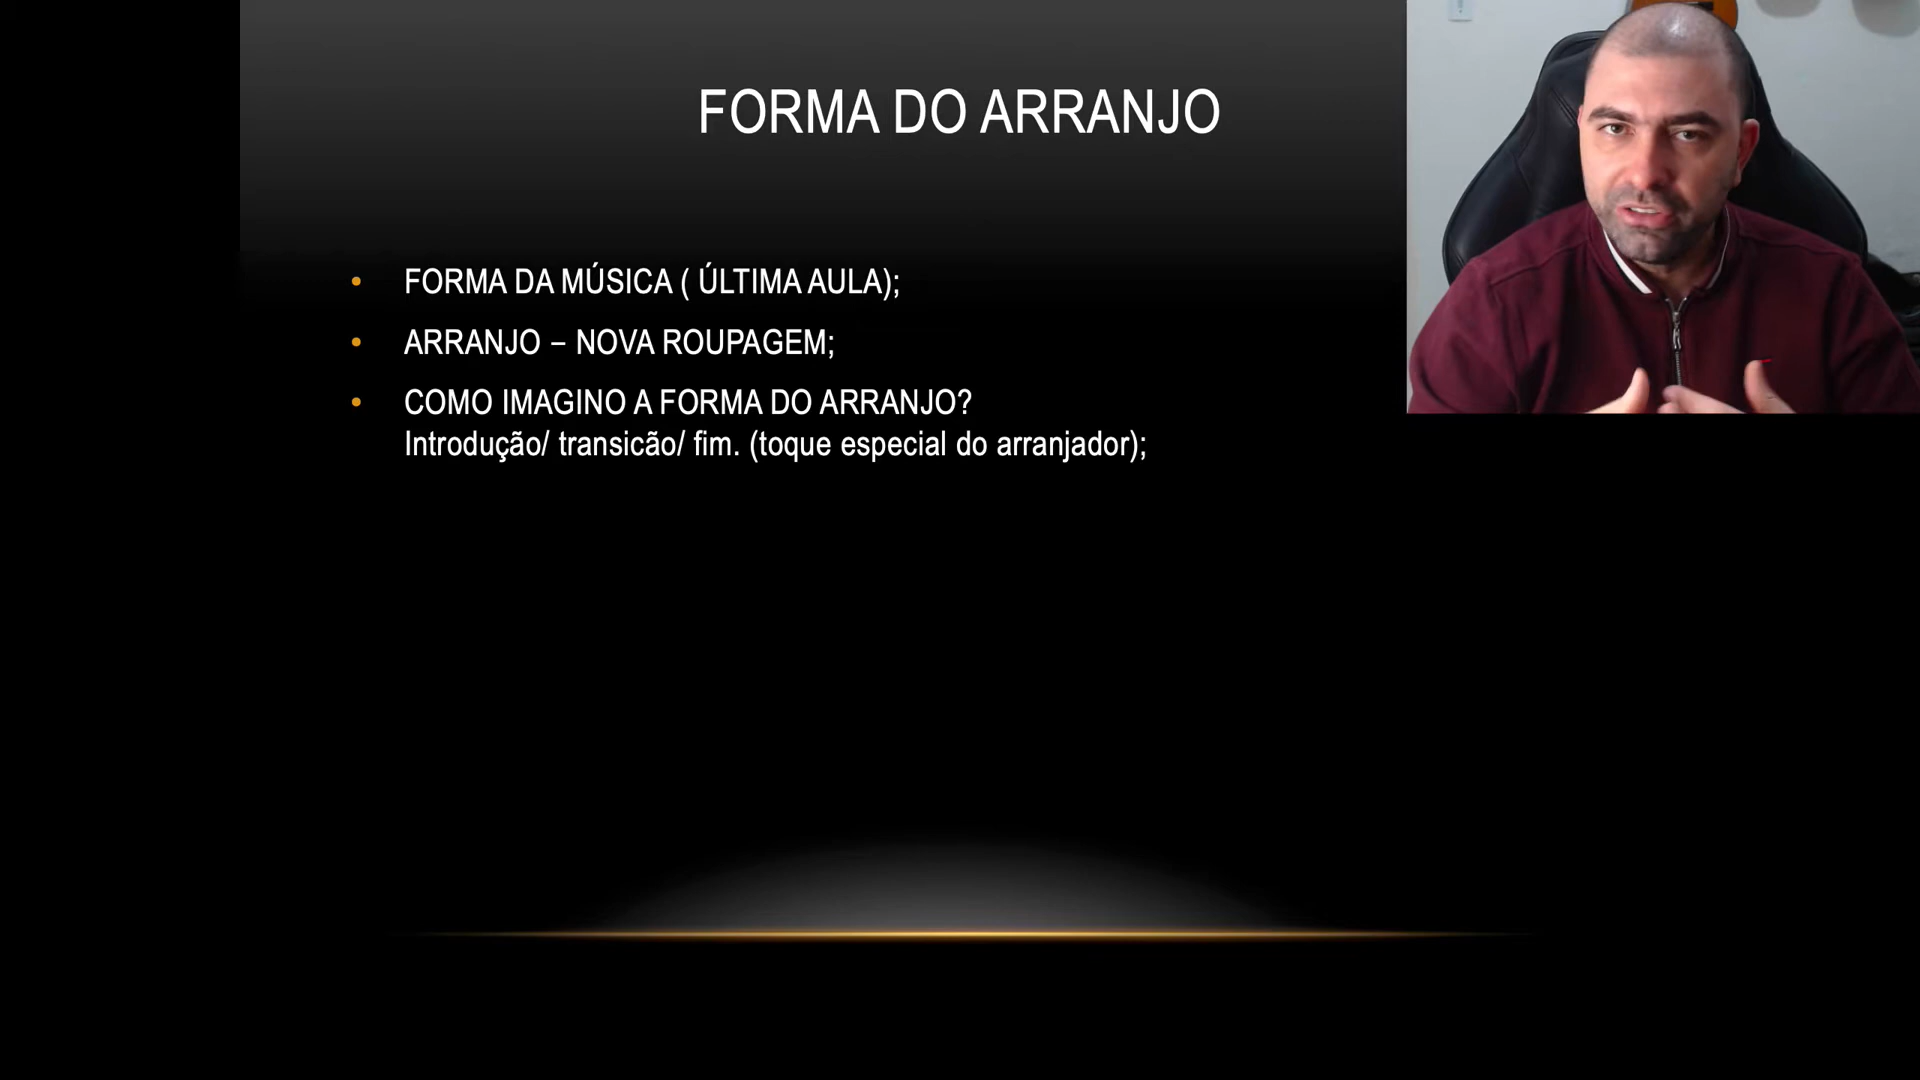 FORMA DO ARRANJO
• FORMA DA MÚSICA ( ÚLTIMA AULA);
• ARRANJO – NOVA ROUPAGEM;
• COMO IMAGINO A FORMA DO ARRANJO?
Introdução/ transicão/ fim. (toque especial do arranjador);